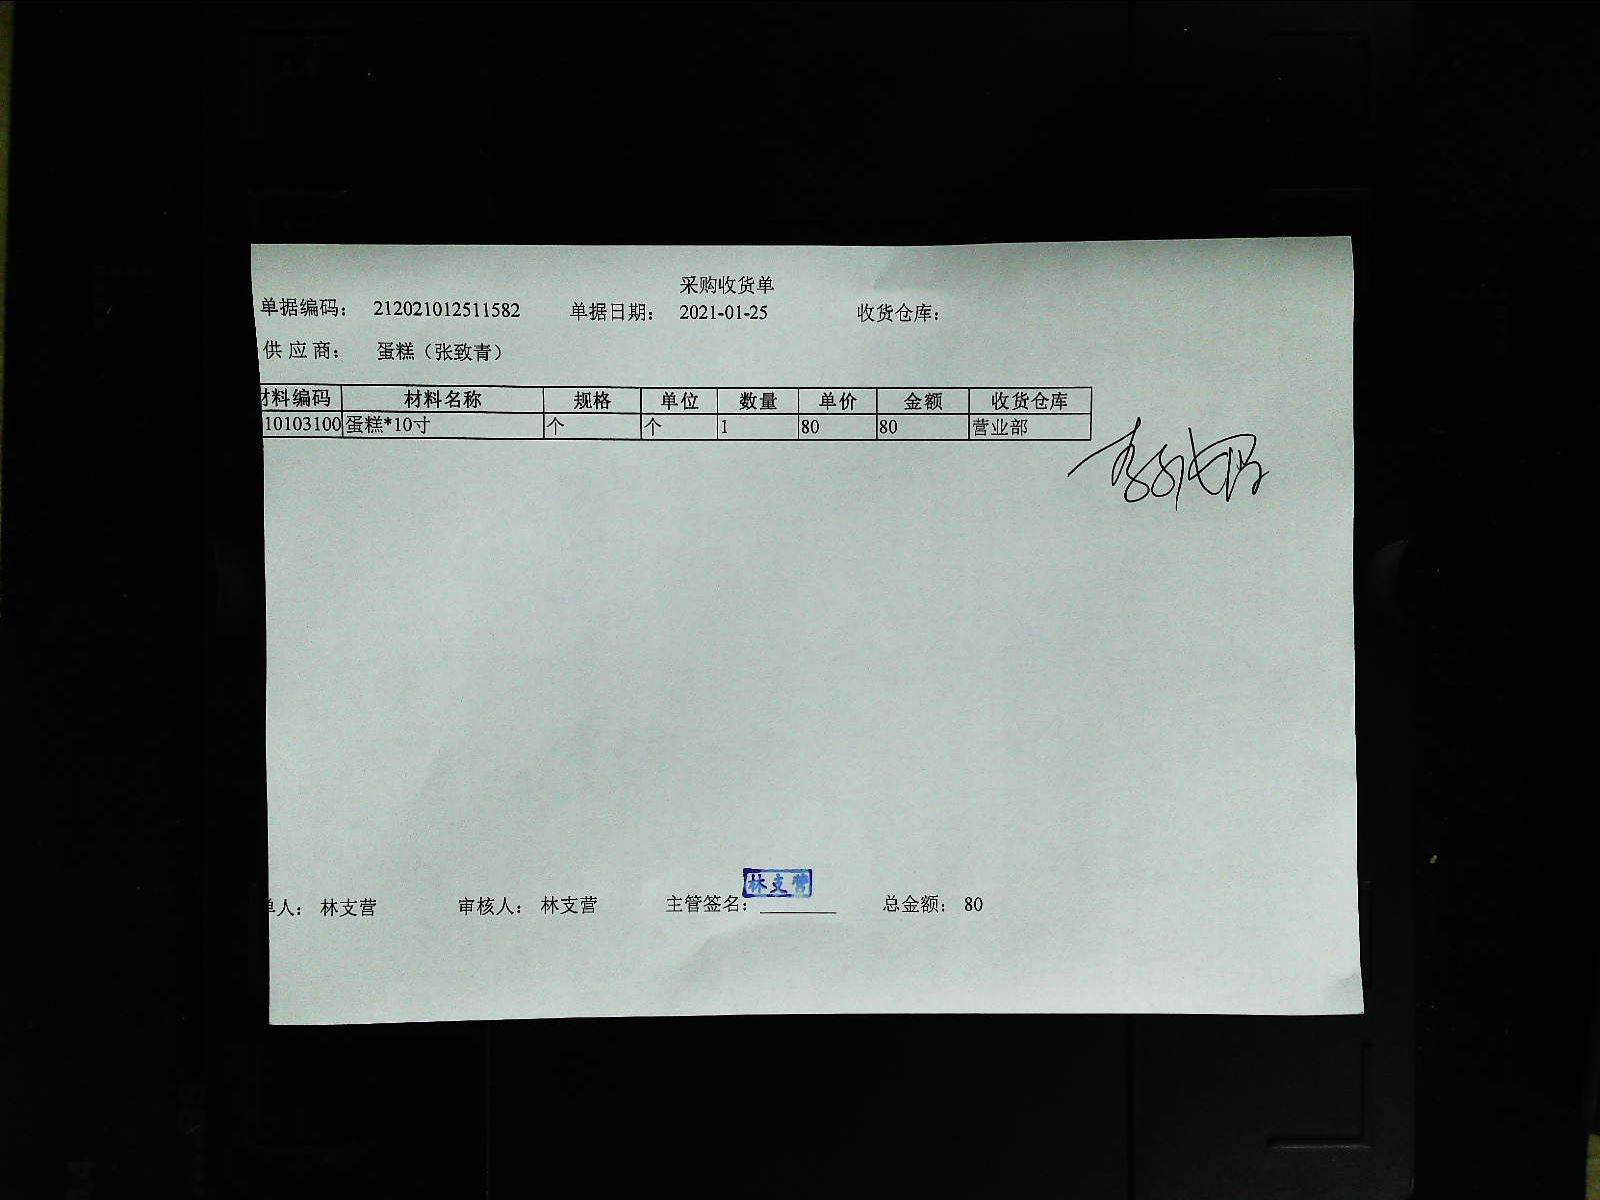 采购收货单
单据编码： 212021012511582 单据日期： 2021-01-25 收货仓库：
供 应 商： 蛋糕（张致青）
材料编码 材料名称 规格 单位 数量 单价 金额 收货仓库
10103100 蛋糕*10寸 个 个 1 80 80 营业部
林支营
单人： 林支营 审核人： 林支营 主管签名： 总金额： 80